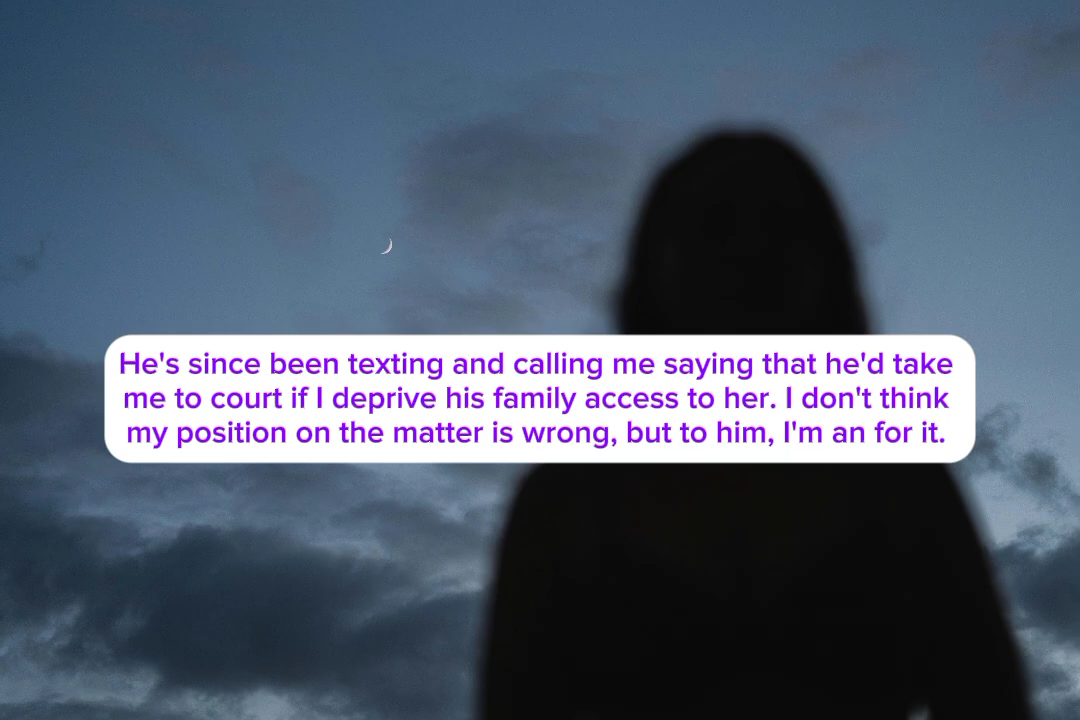 He's since been texting and calling me saying that he'd take
me to court if I deprive his family access to her. I don't think
my position on the matter is wrong, but to him, I'm an for it.